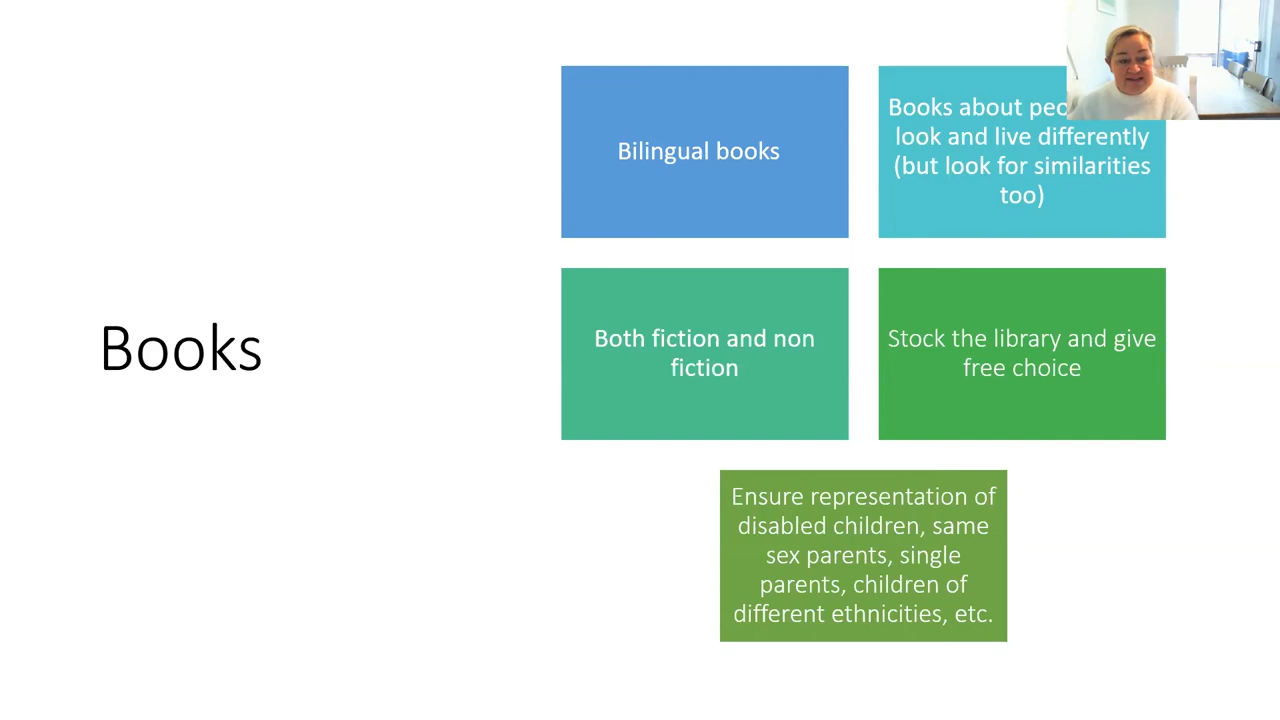 Books
Bilingual books
Books about
look and live differently
(but look for similarities
too)
Both fiction and non
fiction
Stock the library and give
free choice
Ensure representation of
disabled children, same
sex parents, single
parents, children of
different ethnicities, etc.